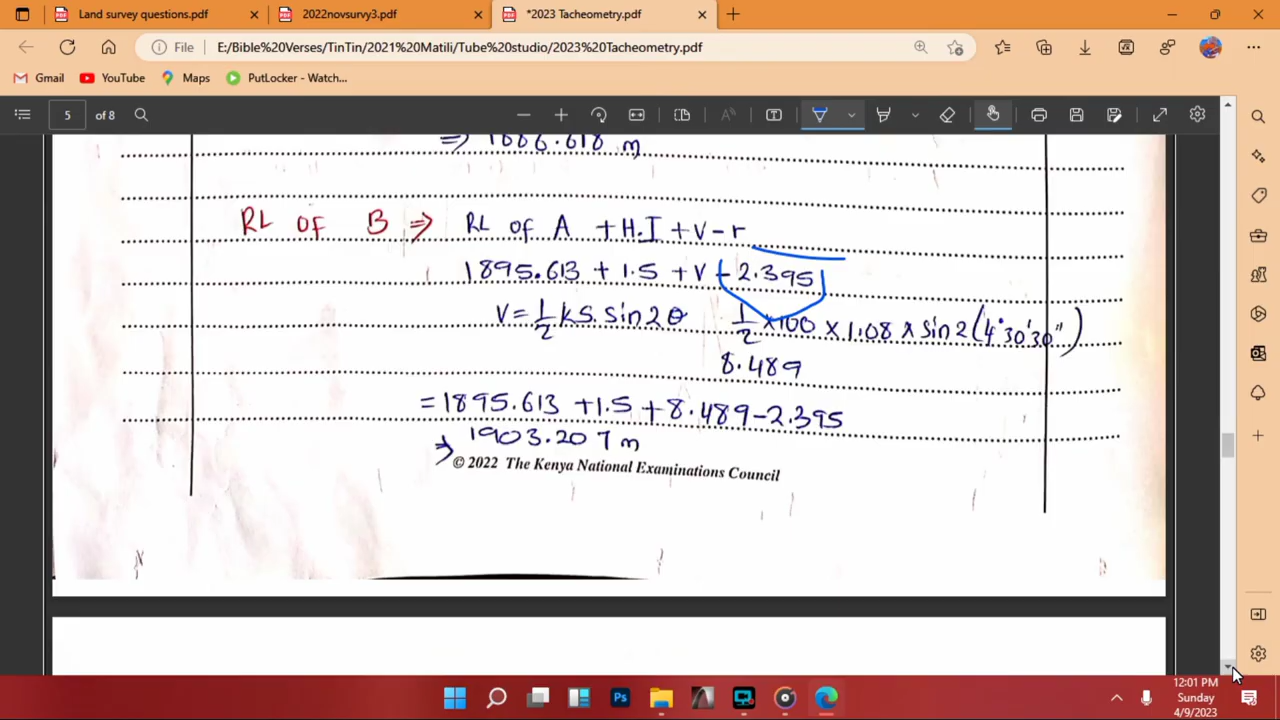 Land survey questions.pdf
2022novsurvy3.pdf
*2023 Tacheometry.pdf
File
E:/Bible%20Verses/TinTin/2021%20Matili/Tube%20studio/2023%20Tacheometry.pdf
Gmail
YouTube
Maps
PutLocker - Watch...
5 of 8
⇒ 1886.618 m
RL of B ⇒ RL of A + H.I + V - r
1895.613 + 1.5 + V - 2.395
V = 1/2 kS. sin2θ 1/2 × 100 × 1.08 × sin 2 (4°30'30")
8.489
= 1895.613 + 1.5 + 8.489 - 2.395
⇒ 1903.207 m
© 2022 The Kenya National Examinations Council
12:01 PM
Sunday
4/9/2023